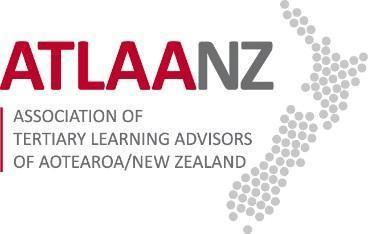 ATLAANZ
ASSOCIATION OF
TERTIARY LEARNING ADVISORS
OF AOTEAROA/NEW ZEALAND